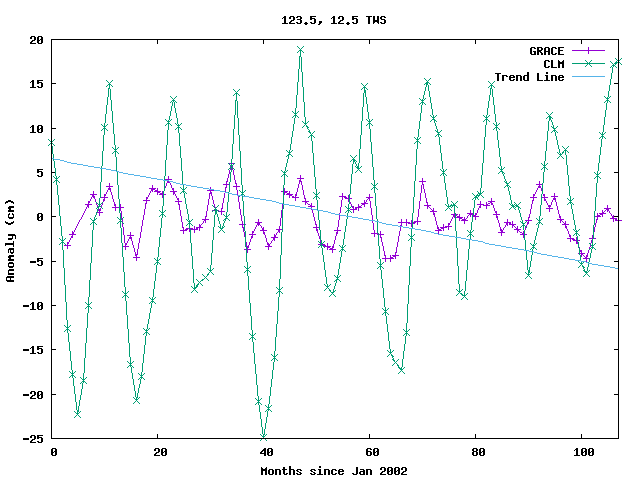 123.5, 12.5 TWS
GRACE
CLM
Trend Line
20
15
10
5
0
-5
-10
-15
-20
-25
Anomaly (cm)
0 20 40 60 80 100
Months since Jan 2002